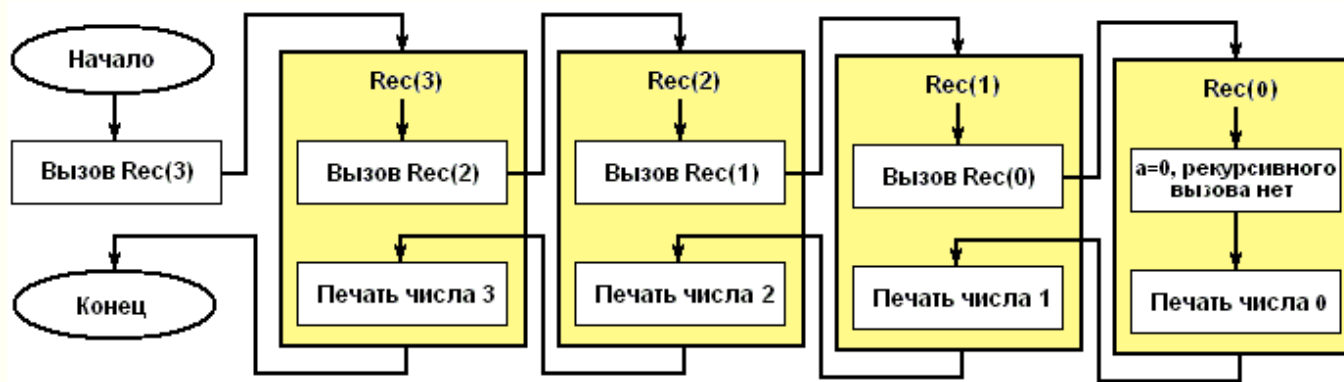 Начало
Вызов Rec(3)
Rec(3)
Вызов Rec(2)
Печать числа 3
Rec(2)
Вызов Rec(1)
Печать числа 2
Rec(1)
Вызов Rec(0)
Печать числа 1
Rec(0)
a=0, рекурсивного
вызова нет
Печать числа 0
Конец